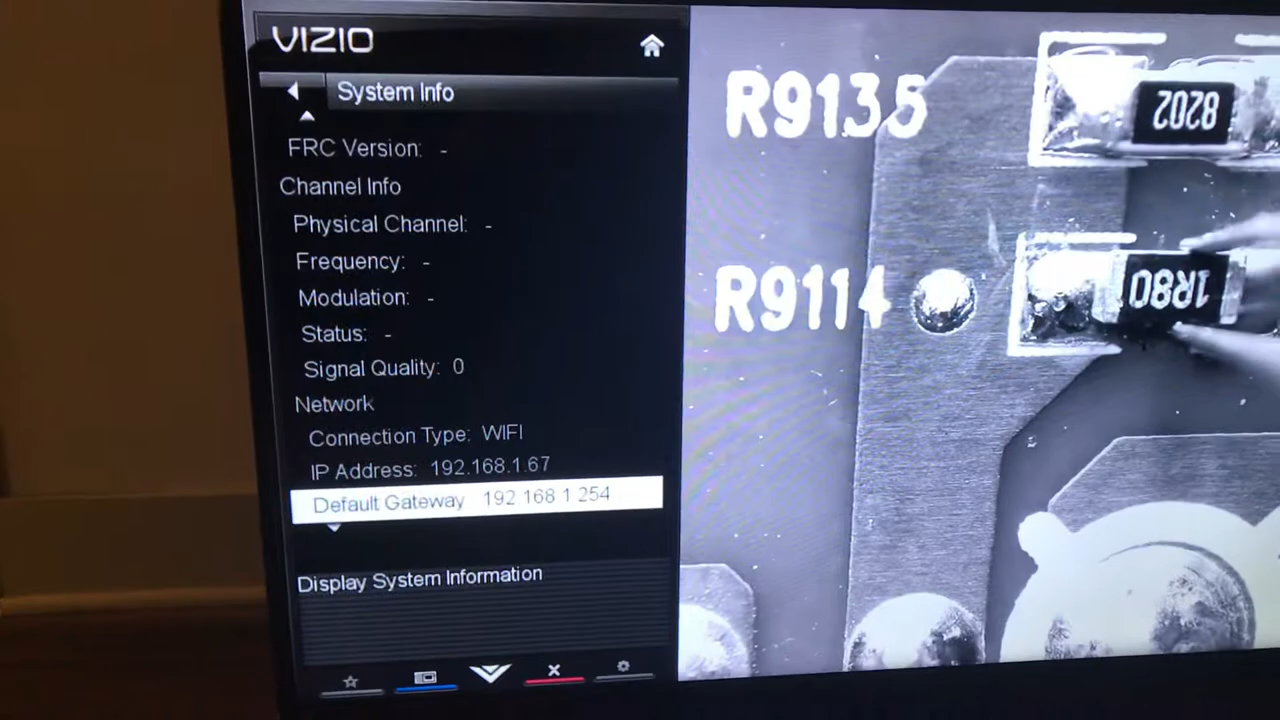 VIZIO
System Info
FRC Version: -
Channel Info
Physical Channel: -
Frequency: -
Modulation: -
Status: -
Signal Quality: 0
Network
Connection Type: WIFI
IP Address: 192.168.1.67
Default Gateway 192.168.1.254
Display System Information
R9135
8202
R9114
1R80